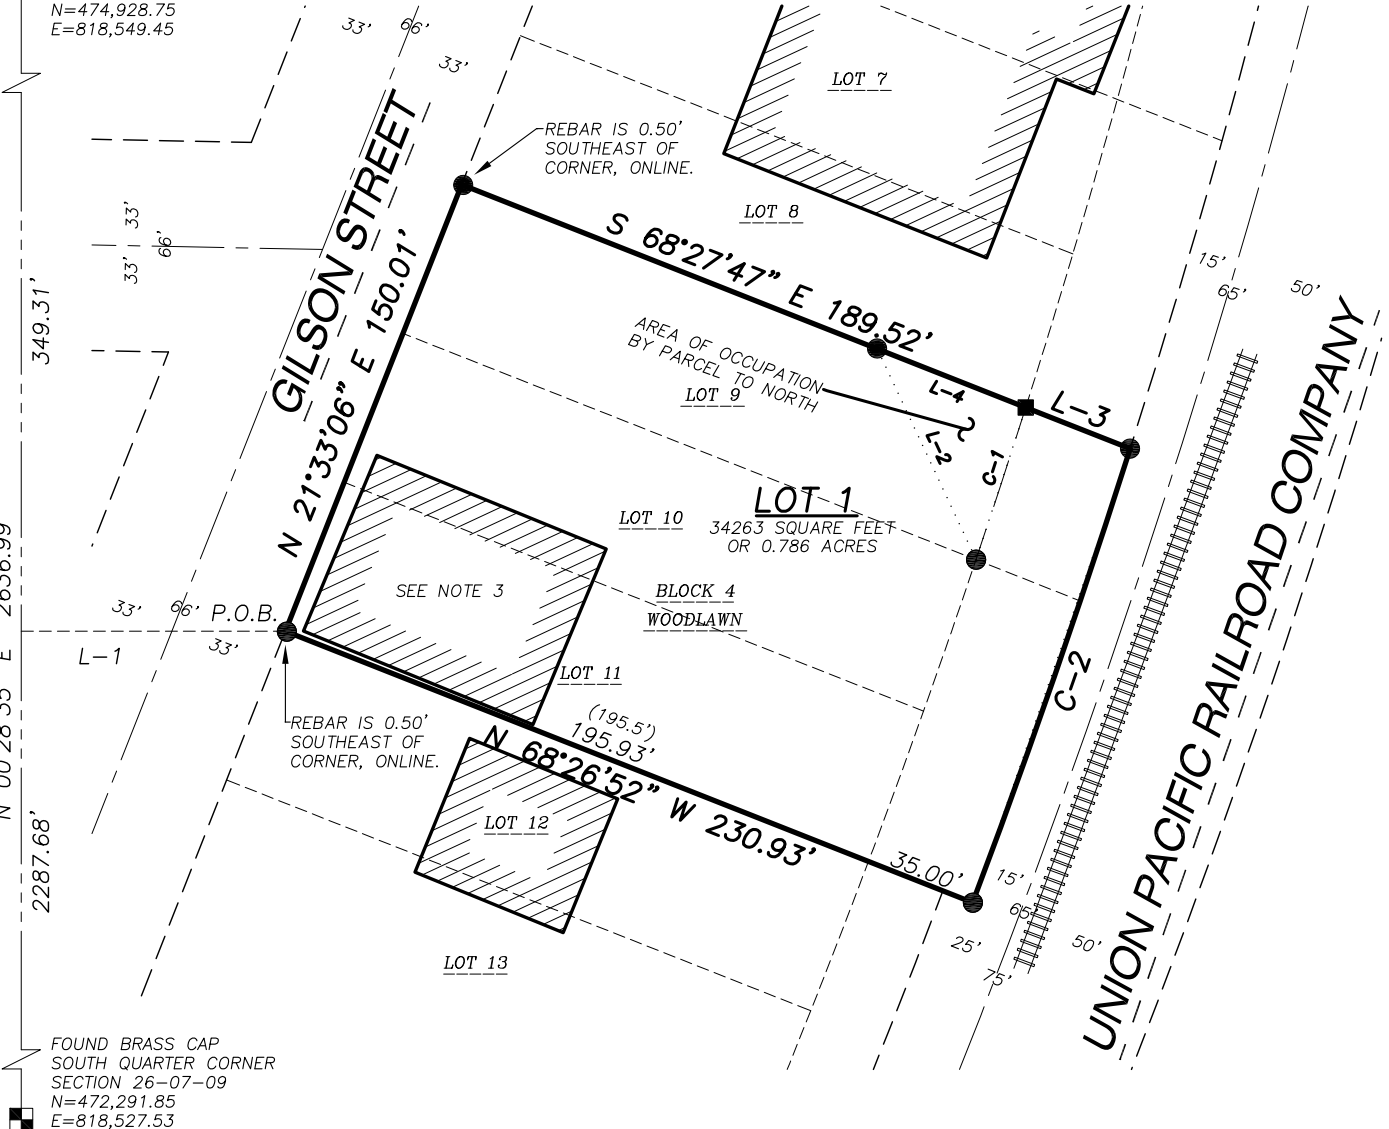 N=474,928.75
E=818,549.45
33'
66'
33'
LOT 7
REBAR IS 0.50'
SOUTHEAST OF
CORNER, ONLINE.
GILSON STREET
LOT 8
33'
66'
33'
S 68°27'47" E 189.52'
15'
65'
50'
349.31'
N 21°33'06" E 150.01'
AREA OF OCCUPATION
BY PARCEL TO NORTH
LOT 9
L-4
L-3
L-2
C-1
UNION PACIFIC RAILROAD COMPANY
LOT 1
34263 SQUARE FEET
OR 0.786 ACRES
LOT 10
SEE NOTE 3
BLOCK 4
WOODLAWN
N 00 28 35 E 2636.99
33'
66'
P.O.B.
33'
L-1
LOT 11
C-2
REBAR IS 0.50'
SOUTHEAST OF
CORNER, ONLINE.
(195.5')
195.93'
N 68°26'52" W 230.93'
LOT 12
35.00'
15'
65'
25'
50'
75'
2287.68'
LOT 13
FOUND BRASS CAP
SOUTH QUARTER CORNER
SECTION 26-07-09
N=472,291.85
E=818,527.53